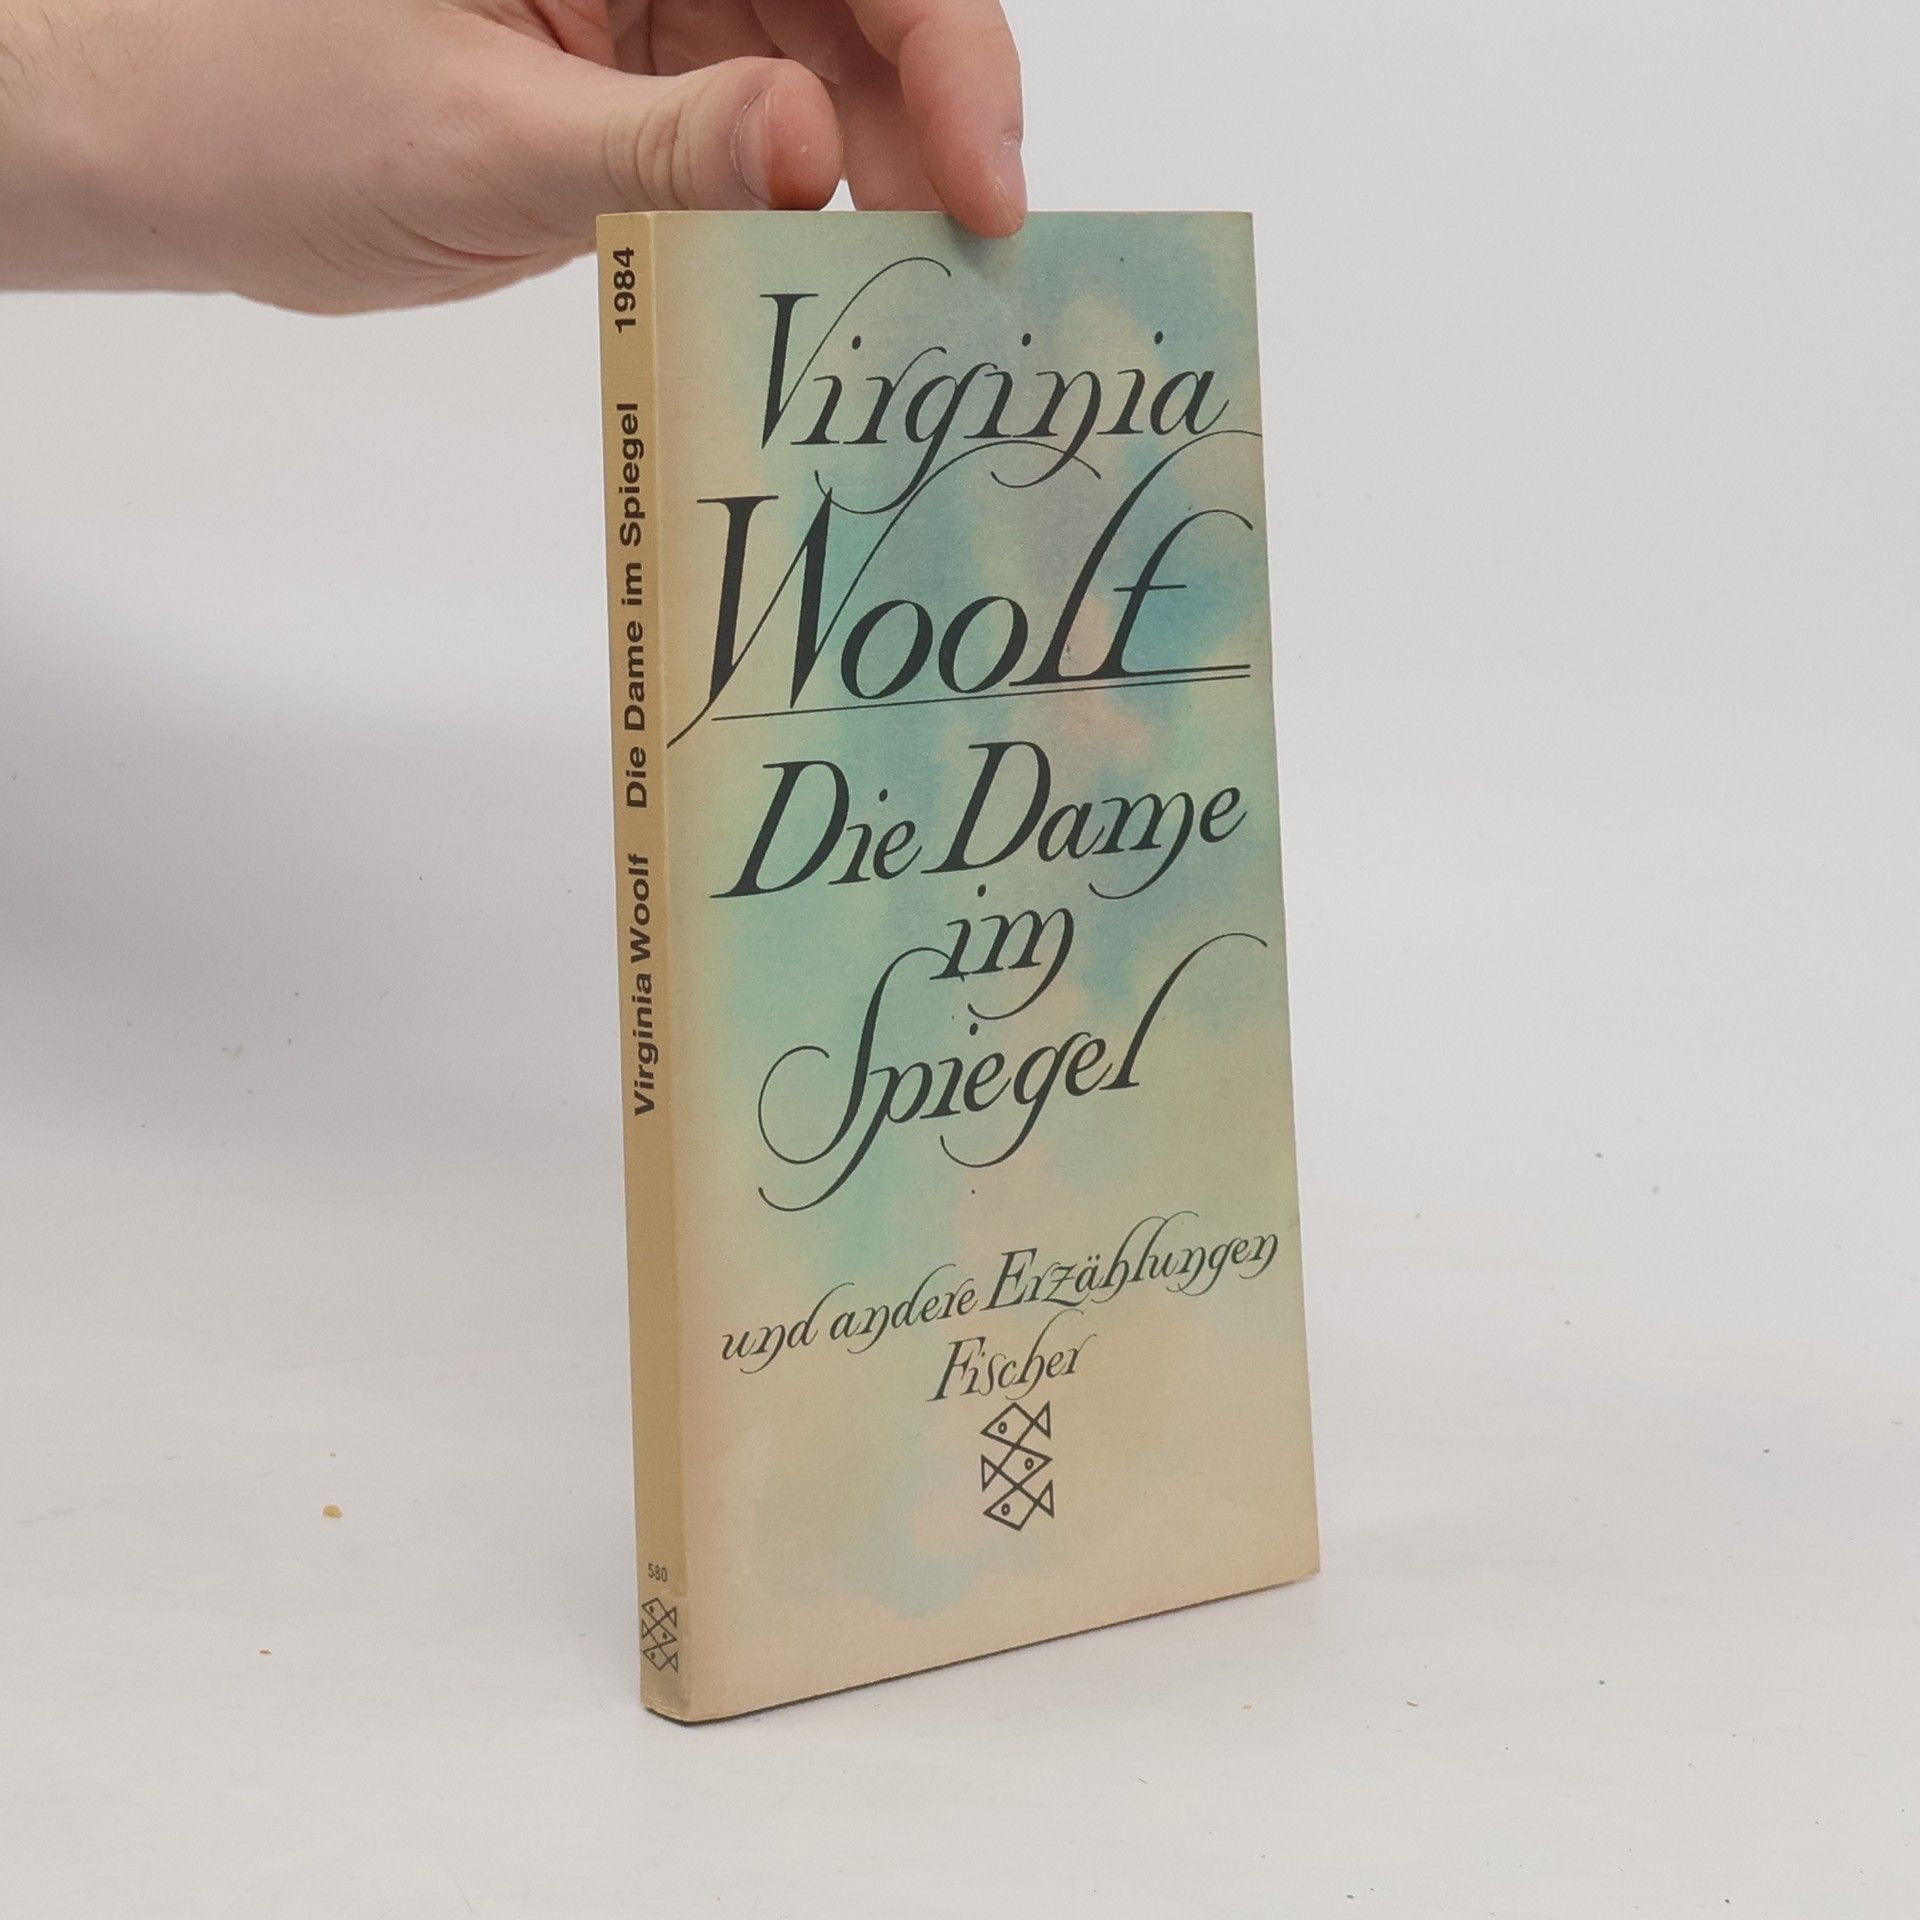 Virginia
Woolf
Die Dame
im
Spiegel
und andere Erzählungen
Fischer
Virginia Woolf Die Dame im Spiegel 1984
580